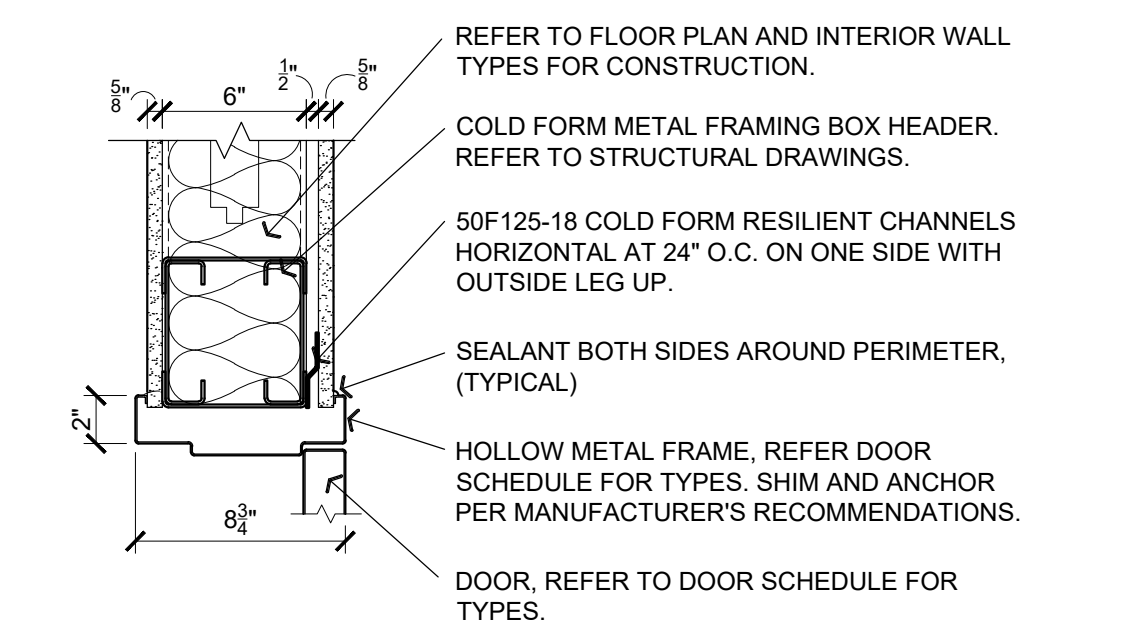 REFER TO FLOOR PLAN AND INTERIOR WALL
TYPES FOR CONSTRUCTION.
5/8"
6"
1/2"
5/8"
COLD FORM METAL FRAMING BOX HEADER.
REFER TO STRUCTURAL DRAWINGS.
50F125-18 COLD FORM RESILIENT CHANNELS
HORIZONTAL AT 24" O.C. ON ONE SIDE WITH
OUTSIDE LEG UP.
SEALANT BOTH SIDES AROUND PERIMETER,
(TYPICAL)
2"
HOLLOW METAL FRAME, REFER DOOR
SCHEDULE FOR TYPES. SHIM AND ANCHOR
PER MANUFACTURER'S RECOMMENDATIONS.
8 3/4"
DOOR, REFER TO DOOR SCHEDULE FOR
TYPES.